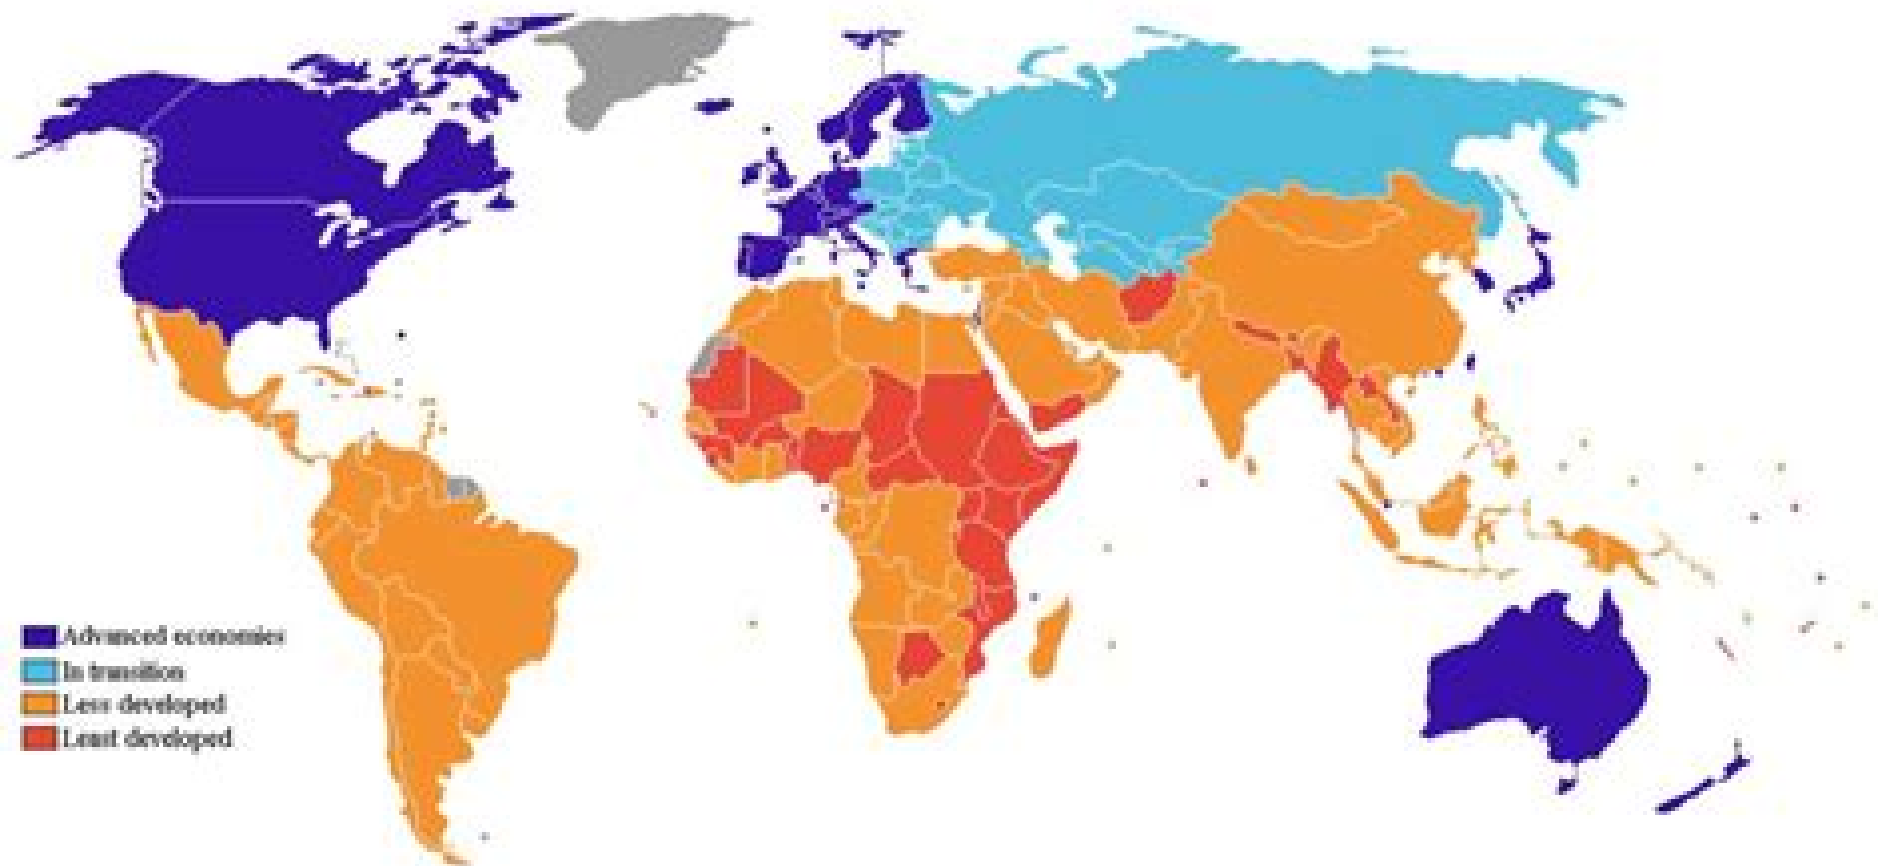 Advanced economies
In transition
Less developed
Least developed